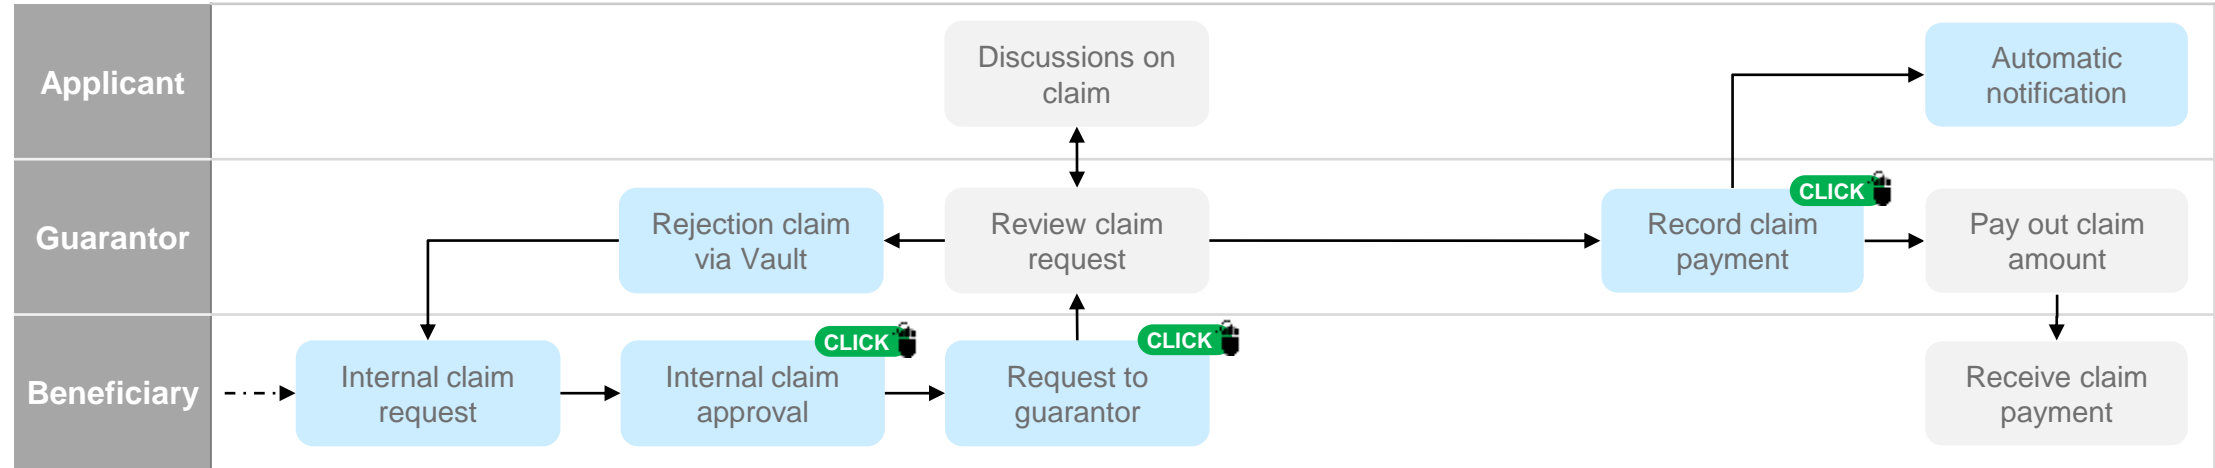 Applicant
Discussions on
claim
Automatic
notification
Guarantor
Rejection claim
via Vault
Review claim
request
CLICK
Record claim
payment
Pay out claim
amount
Beneficiary
Internal claim
request
CLICK
Internal claim
approval
CLICK
Request to
guarantor
Receive claim
payment